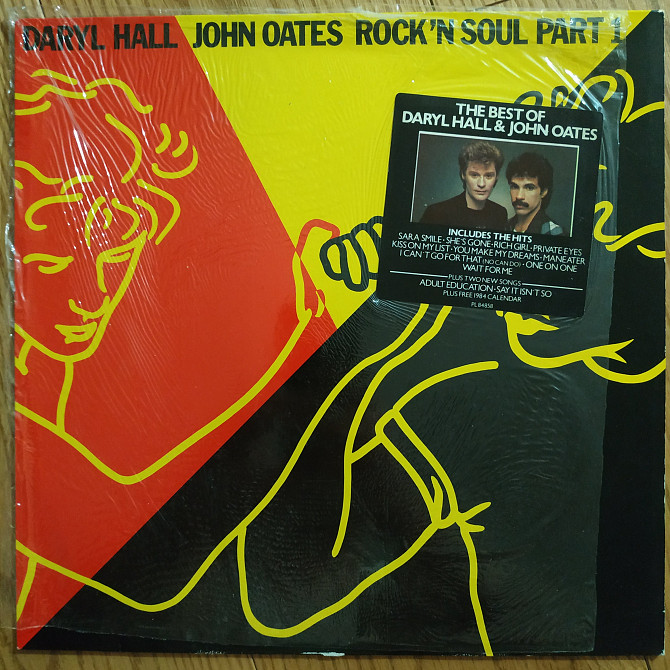 DARYL HALL JOHN OATES ROCK'N SOUL PART 1
THE BEST OF
DARYL HALL & JOHN OATES
INCLUDES THE HITS
SARA SMILE · SHE'S GONE · RICH GIRL · PRIVATE EYES
KISS ON MY LIST · YOU MAKE MY DREAMS · MANEATER
I CAN'T GO FOR THAT (NO CAN DO) · ONE ON ONE
WAIT FOR ME
PLUS TWO NEW SONGS
ADULT EDUCATION · SAY IT ISN'T SO
PLUS FREE 1984 CALENDAR
PL 84858